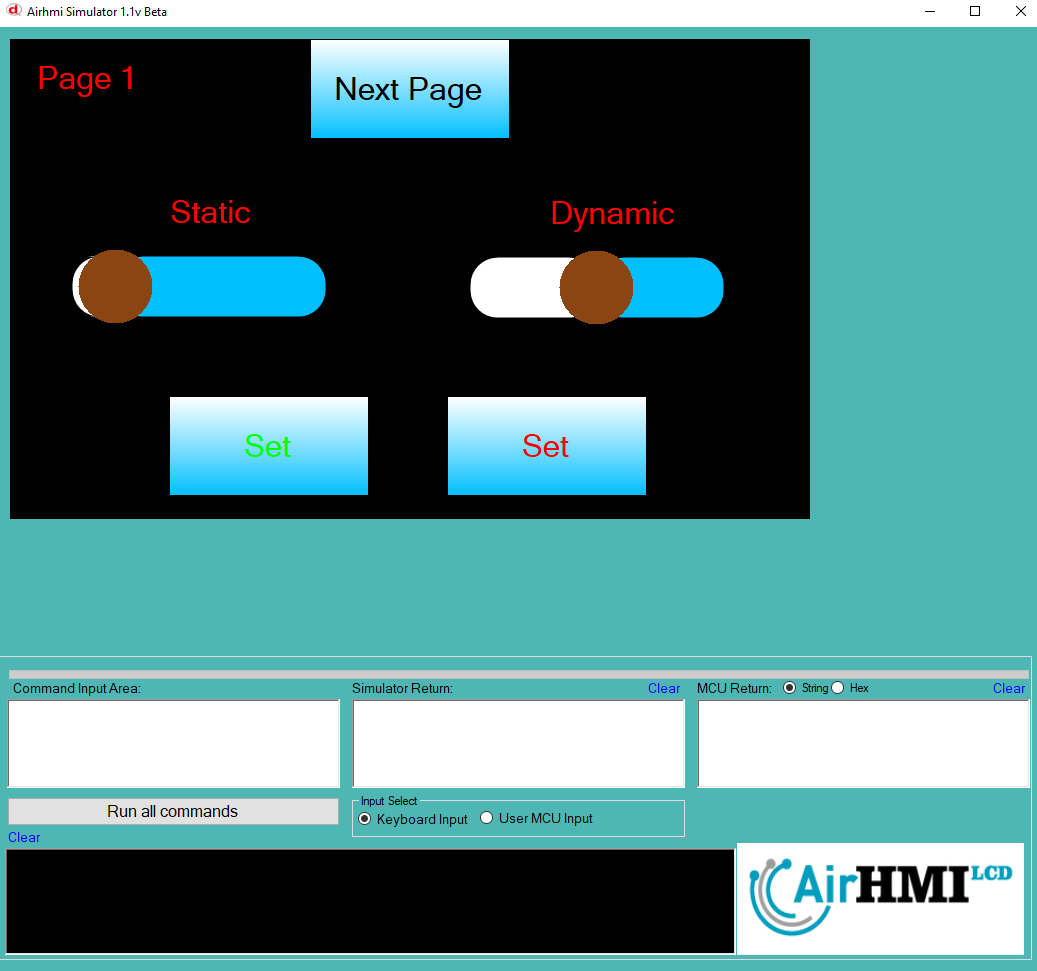 Airhmi Simulator 1.1v Beta
Page 1
Next Page
Static
Dynamic
Set
Set
Command Input Area:
Simulator Return:
Clear
MCU Return:
String
Hex
Clear
Run all commands
Input Select
Keyboard Input
User MCU Input
Clear
AirHMI LCD